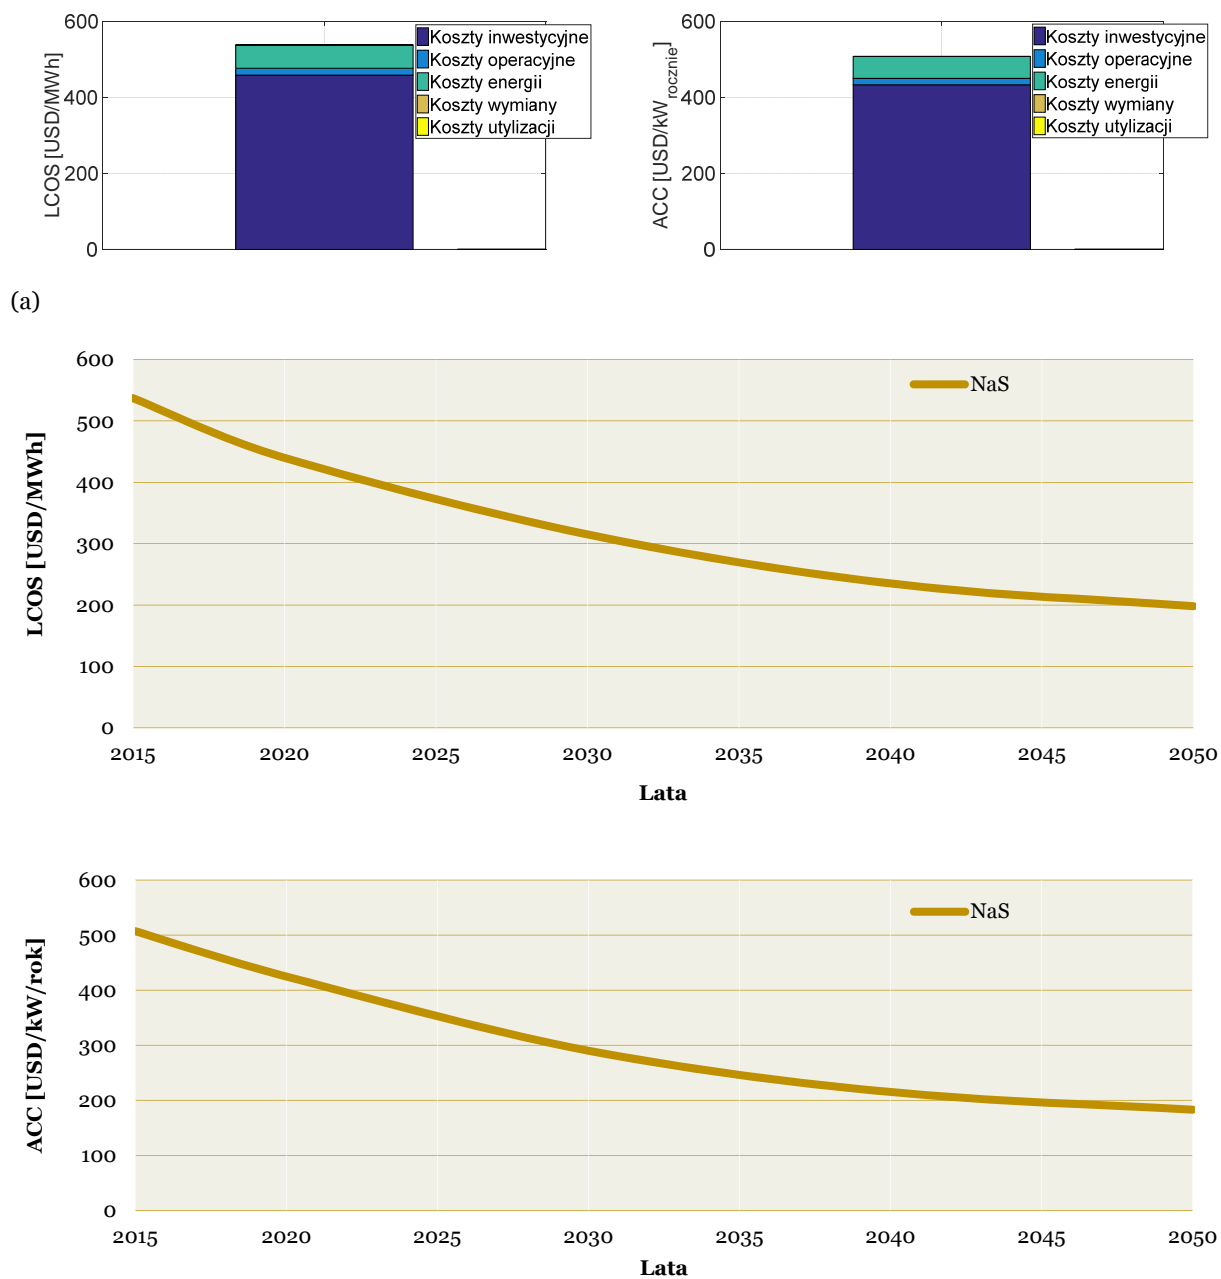 600
400
200
0
LCOS [USD/MWh]
Koszty inwestycyjne
Koszty operacyjne
Koszty energii
Koszty wymiany
Koszty utylizacji
600
400
200
0
ACC [USD/kW rocznie]
Koszty inwestycyjne
Koszty operacyjne
Koszty energii
Koszty wymiany
Koszty utylizacji
(a)
LCOS [USD/MWh]
600
500
400
300
200
100
0
NaS
2015 2020 2025 2030 2035 2040 2045 2050
Lata
ACC [USD/kW/rok]
600
500
400
300
200
100
0
NaS
2015 2020 2025 2030 2035 2040 2045 2050
Lata